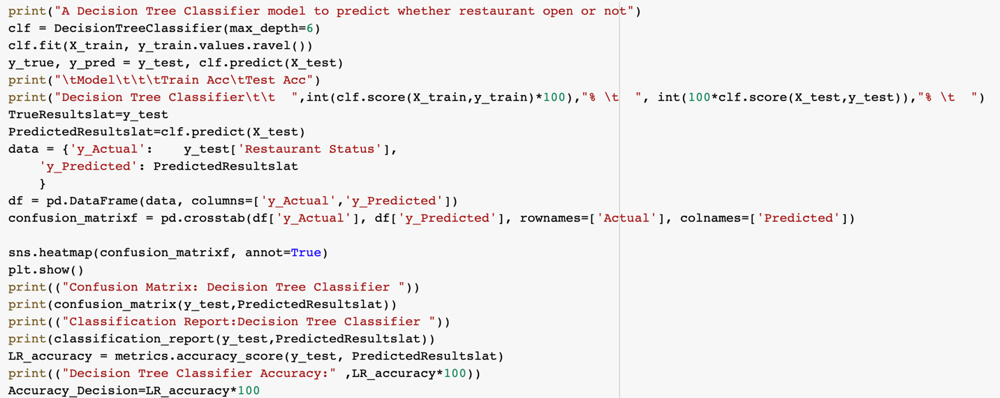 print("A Decision Tree Classifier model to predict whether restaurant open or not")
clf = DecisionTreeClassifier(max_depth=6)
clf.fit(X_train, y_train.values.ravel())
y_true, y_pred = y_test, clf.predict(X_test)
print("\tModel\t\t\tTrain Acc\tTest Acc")
print("Decision Tree Classifier\t\t  ",int(clf.score(X_train,y_train)*100),"% \t  ", int(100*clf.score(X_test,y_test)),"% \t  ")
TrueResultslat=y_test
PredictedResultslat=clf.predict(X_test)
data = {'y_Actual':    y_test['Restaurant Status'],
    'y_Predicted': PredictedResultslat
    }
df = pd.DataFrame(data, columns=['y_Actual','y_Predicted'])
confusion_matrixf = pd.crosstab(df['y_Actual'], df['y_Predicted'], rownames=['Actual'], colnames=['Predicted'])
sns.heatmap(confusion_matrixf, annot=True)
plt.show()
print(("Confusion Matrix: Decision Tree Classifier "))
print(confusion_matrix(y_test,PredictedResultslat))
print(("Classification Report:Decision Tree Classifier "))
print(classification_report(y_test,PredictedResultslat))
LR_accuracy = metrics.accuracy_score(y_test, PredictedResultslat)
print(("Decision Tree Classifier Accuracy:" ,LR_accuracy*100))
Accuracy_Decision=LR_accuracy*100